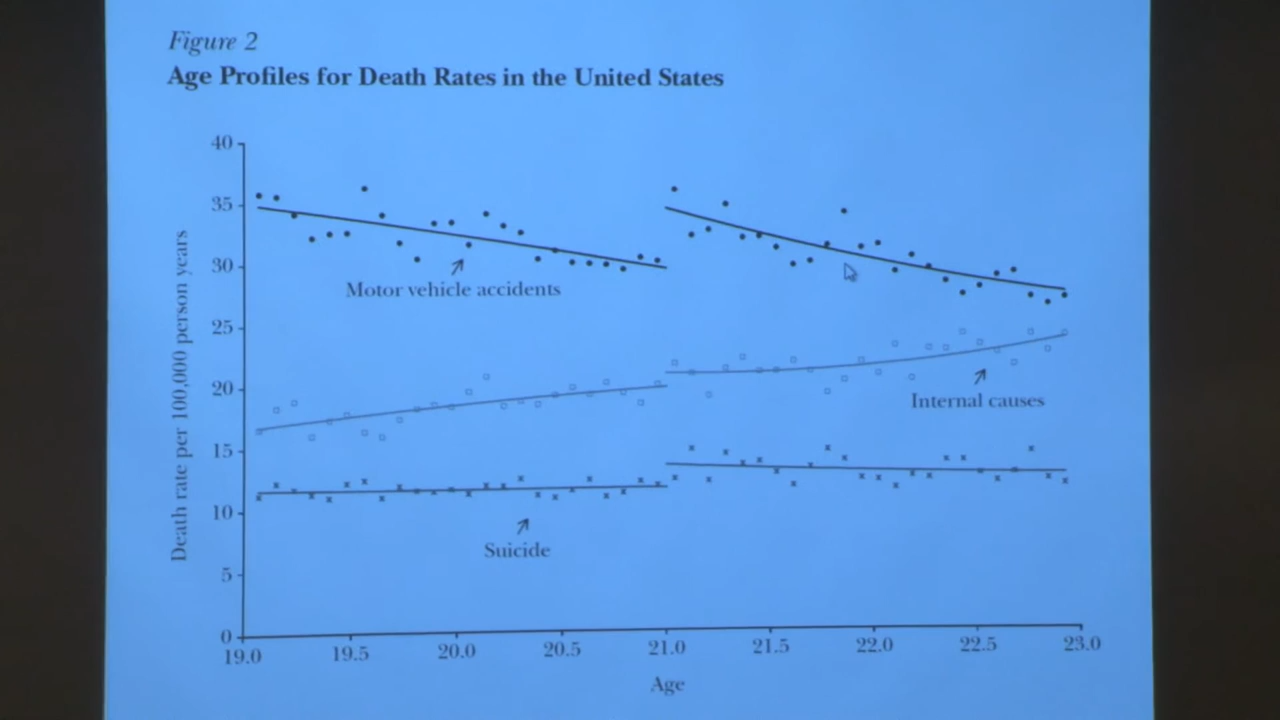 Figure 2
Age Profiles for Death Rates in the United States
Death rate per 100,000 person years
40
35
30
25
20
15
10
5
0
Motor vehicle accidents
Internal causes
Suicide
19.0 19.5 20.0 20.5 21.0 21.5 22.0 22.5 23.0
Age